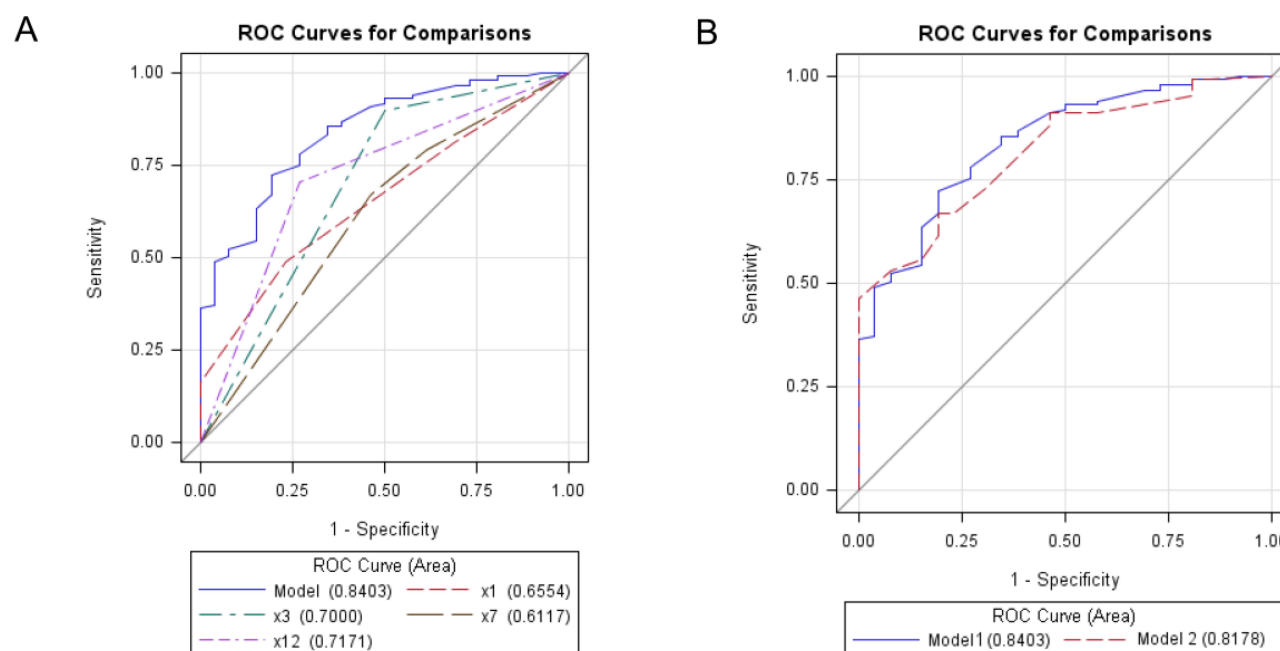 A
ROC Curves for Comparisons
1.00
0.75
0.50
0.25
0.00
Sensitivity
0.00 0.25 0.50 0.75 1.00
1 - Specificity
ROC Curve (Area)
Model (0.8403) x1 (0.6554)
x3 (0.7000) x7 (0.6117)
x12 (0.7171)
B
ROC Curves for Comparisons
1.00
0.75
0.50
0.25
0.00
Sensitivity
0.00 0.25 0.50 0.75 1.00
1 - Specificity
ROC Curve (Area)
Model1 (0.8403) Model 2 (0.8178)